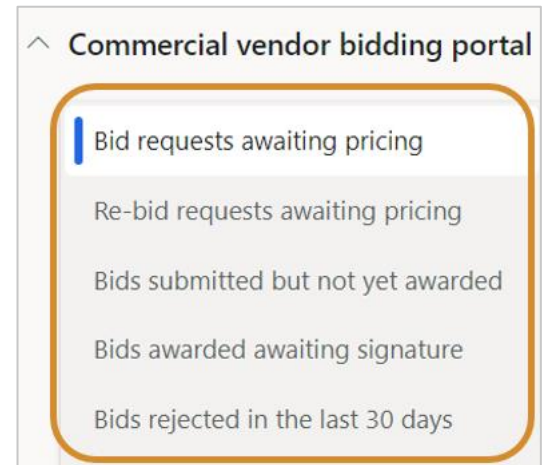 Commercial vendor bidding portal
Bid requests awaiting pricing
Re-bid requests awaiting pricing
Bids submitted but not yet awarded
Bids awarded awaiting signature
Bids rejected in the last 30 days